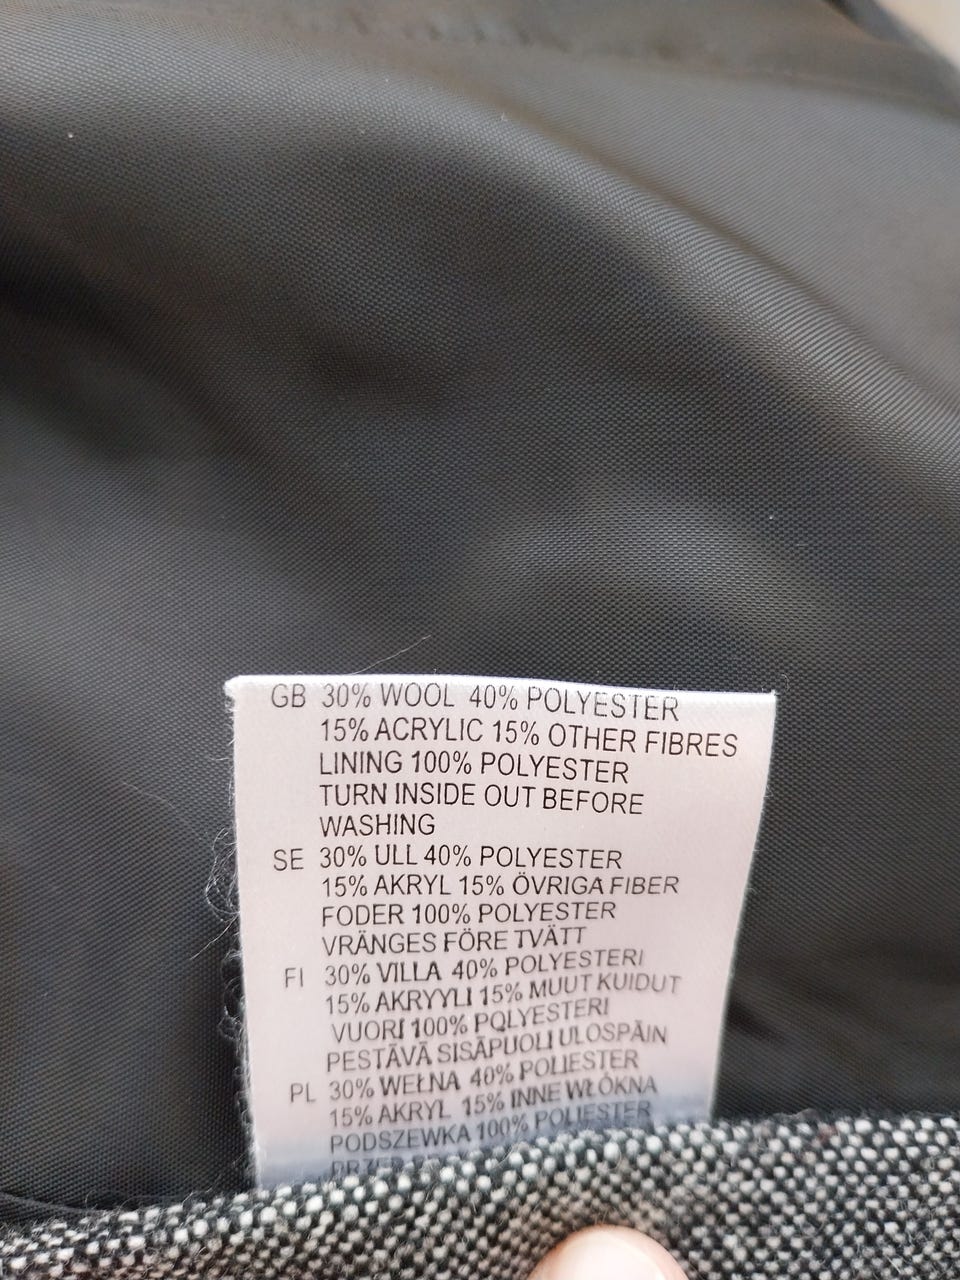 GB 30% WOOL 40% POLYESTER
15% ACRYLIC 15% OTHER FIBRES
LINING 100% POLYESTER
TURN INSIDE OUT BEFORE
WASHING
SE 30% ULL 40% POLYESTER
15% AKRYL 15% ÖVRIGA FIBER
FODER 100% POLYESTER
VRÄNGES FÖRE TVÄTT
FI 30% VILLA 40% POLYESTERI
15% AKRYYLI 15% MUUT KUIDUT
VUORI 100% POLYESTERI
PESTÄVÄ SISÄPUOLI ULOSPÄIN
PL 30% WEŁNA 40% POLIESTER
15% AKRYL 15% INNE WŁÓKNA
PODSZEWKA 100% POLIESTER
PRZED